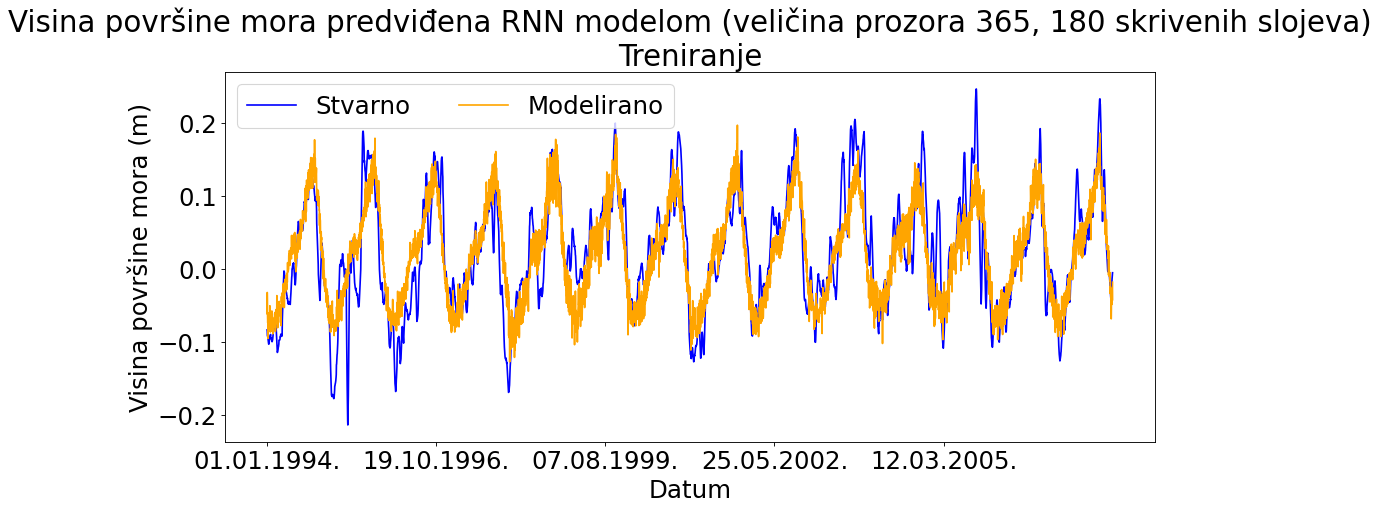 Visina površine mora predviđena RNN modelom (veličina prozora 365, 180 skrivenih slojeva)
Treniranje
Stvarno
Modelirano
Visina površine mora (m)
0.2
0.1
0.0
−0.1
−0.2
01.01.1994.
19.10.1996.
07.08.1999.
25.05.2002.
12.03.2005.
Datum